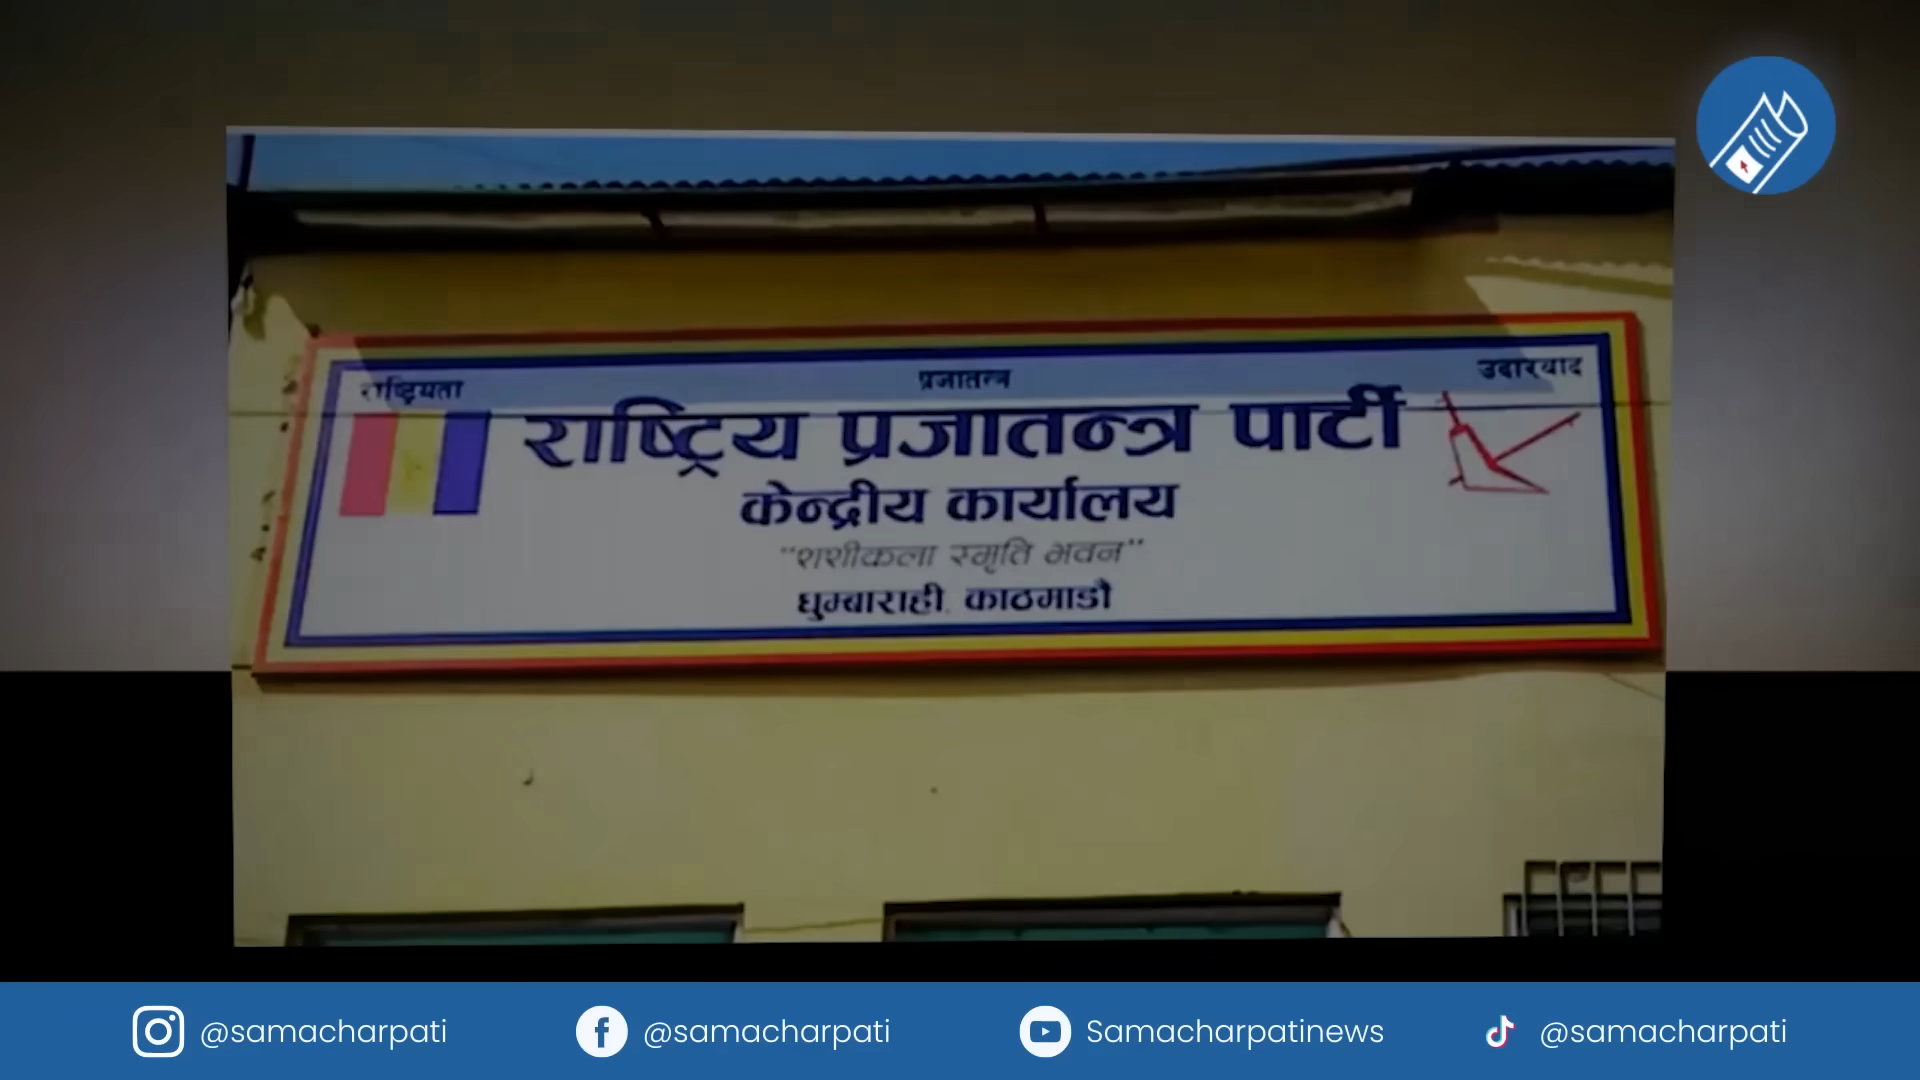 राष्ट्रियता
प्रजातन्त्र
उदारवाद
राष्ट्रिय प्रजातन्त्र पार्टी
केन्द्रीय कार्यालय
"शशीकला स्मृति भवन"
धुम्बाराही, काठमाडौं
@samacharpati
@samacharpati
Samacharpatinews
@samacharpati